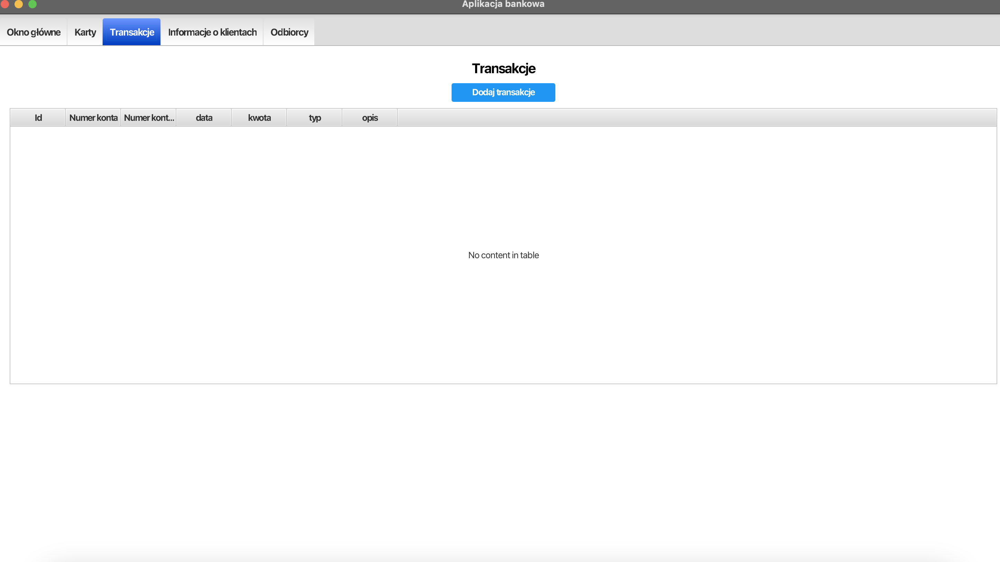 Aplikacja bankowa
Okno główne Karty Transakcje Informacje o klientach Odbiorcy
Transakcje
Dodaj transakcje
Id Numer konta Numer kont... data kwota typ opis
No content in table